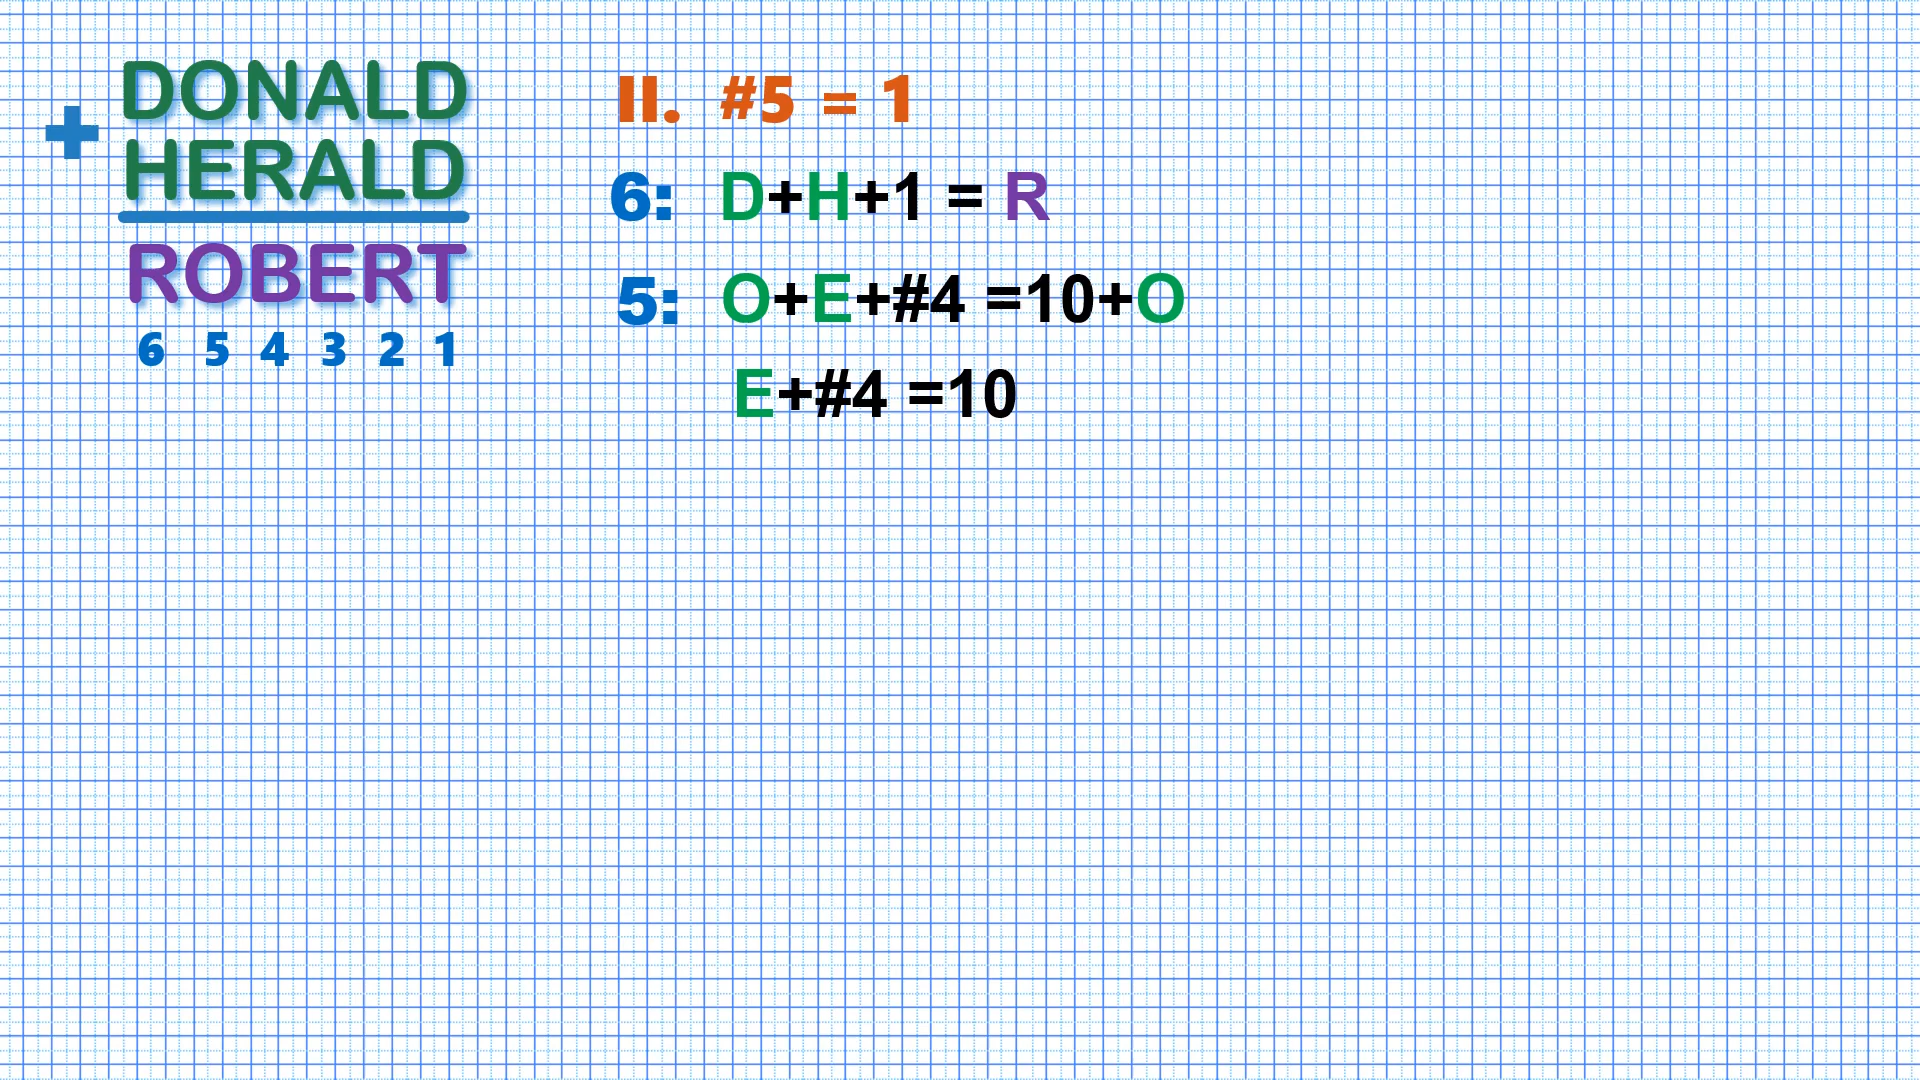 DONALD
+
HERALD
ROBERT
6 5 4 3 2 1
II. #5 = 1
6: D+H+1 = R
5: O+E+#4 =10+O
E+#4 =10